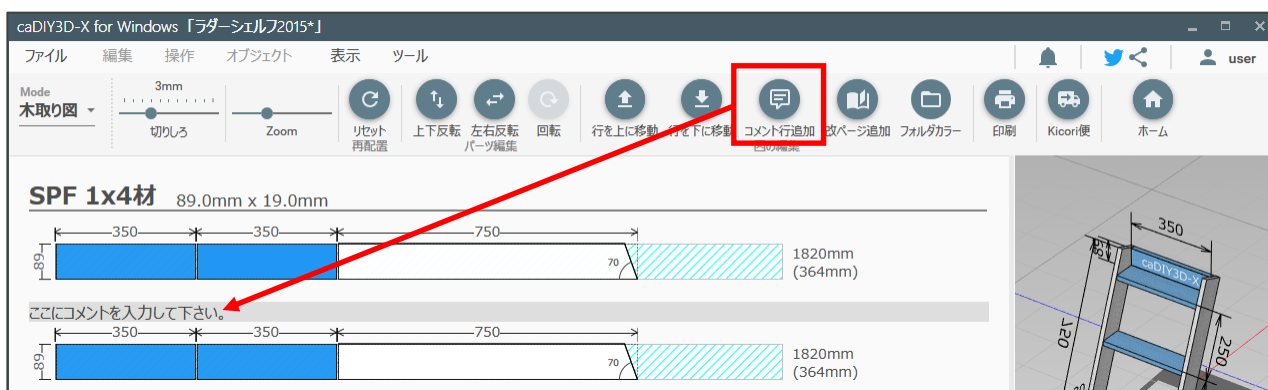 caDIY3D-X for Windows「ラダーシェルフ2015*」
ファイル 編集 操作 オブジェクト 表示 ツール user
Mode
木取り図
3mm
切りしろ
Zoom
リセット
再配置
上下反転 左右反転 回転
パーツ編集
行を上に移動 行を下に移動 コメント行追加 改ページ追加 フォルダカラー
図の編集
印刷 Kicori便 ホーム
SPF 1x4材 89.0mm x 19.0mm
350 350 750
89 70 1820mm
(364mm)
ここにコメントを入力して下さい。
350 350 750
89 70 1820mm
(364mm)
350
89
caDIY3D-X
720
250